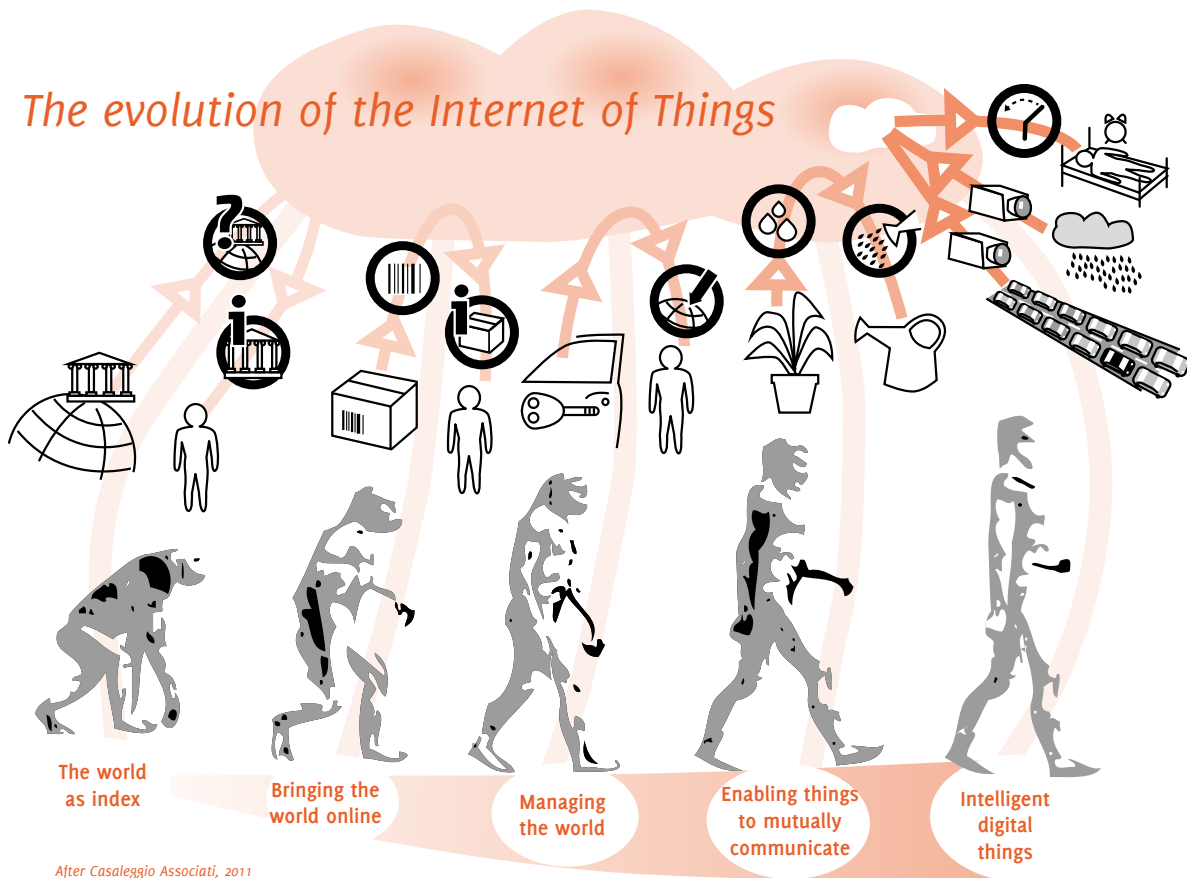 The evolution of the Internet of Things
?
i
i
The world
as index
Bringing the
world online
Managing
the world
Enabling things
to mutually
communicate
Intelligent
digital
things
After Casaleggio Associati, 2011